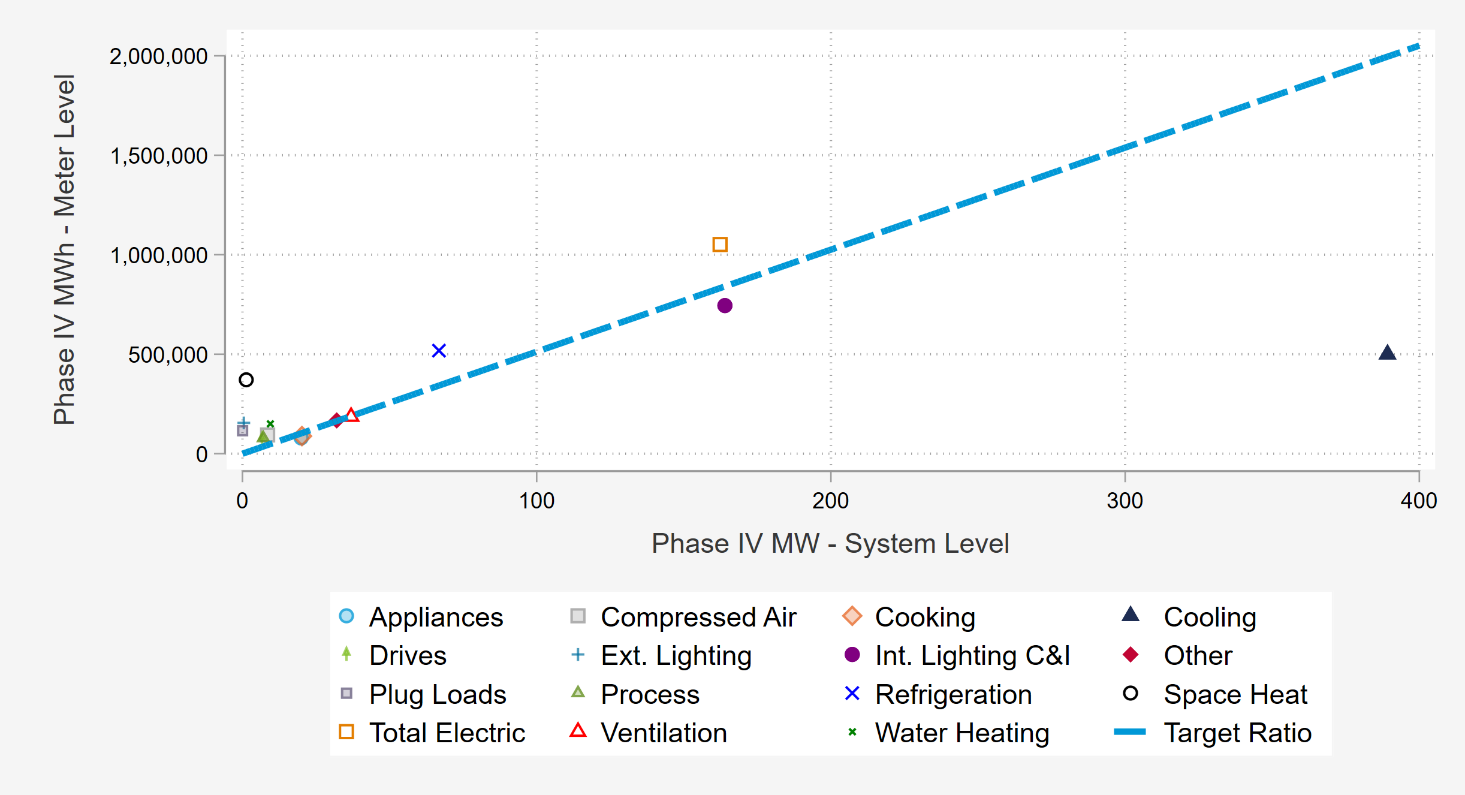 2,000,000
1,500,000
1,000,000
500,000
0
Phase IV MWh - Meter Level
0 100 200 300 400
Phase IV MW - System Level
Appliances Compressed Air Cooking Cooling
Drives Ext. Lighting Int. Lighting C&I Other
Plug Loads Process Refrigeration Space Heat
Total Electric Ventilation Water Heating Target Ratio